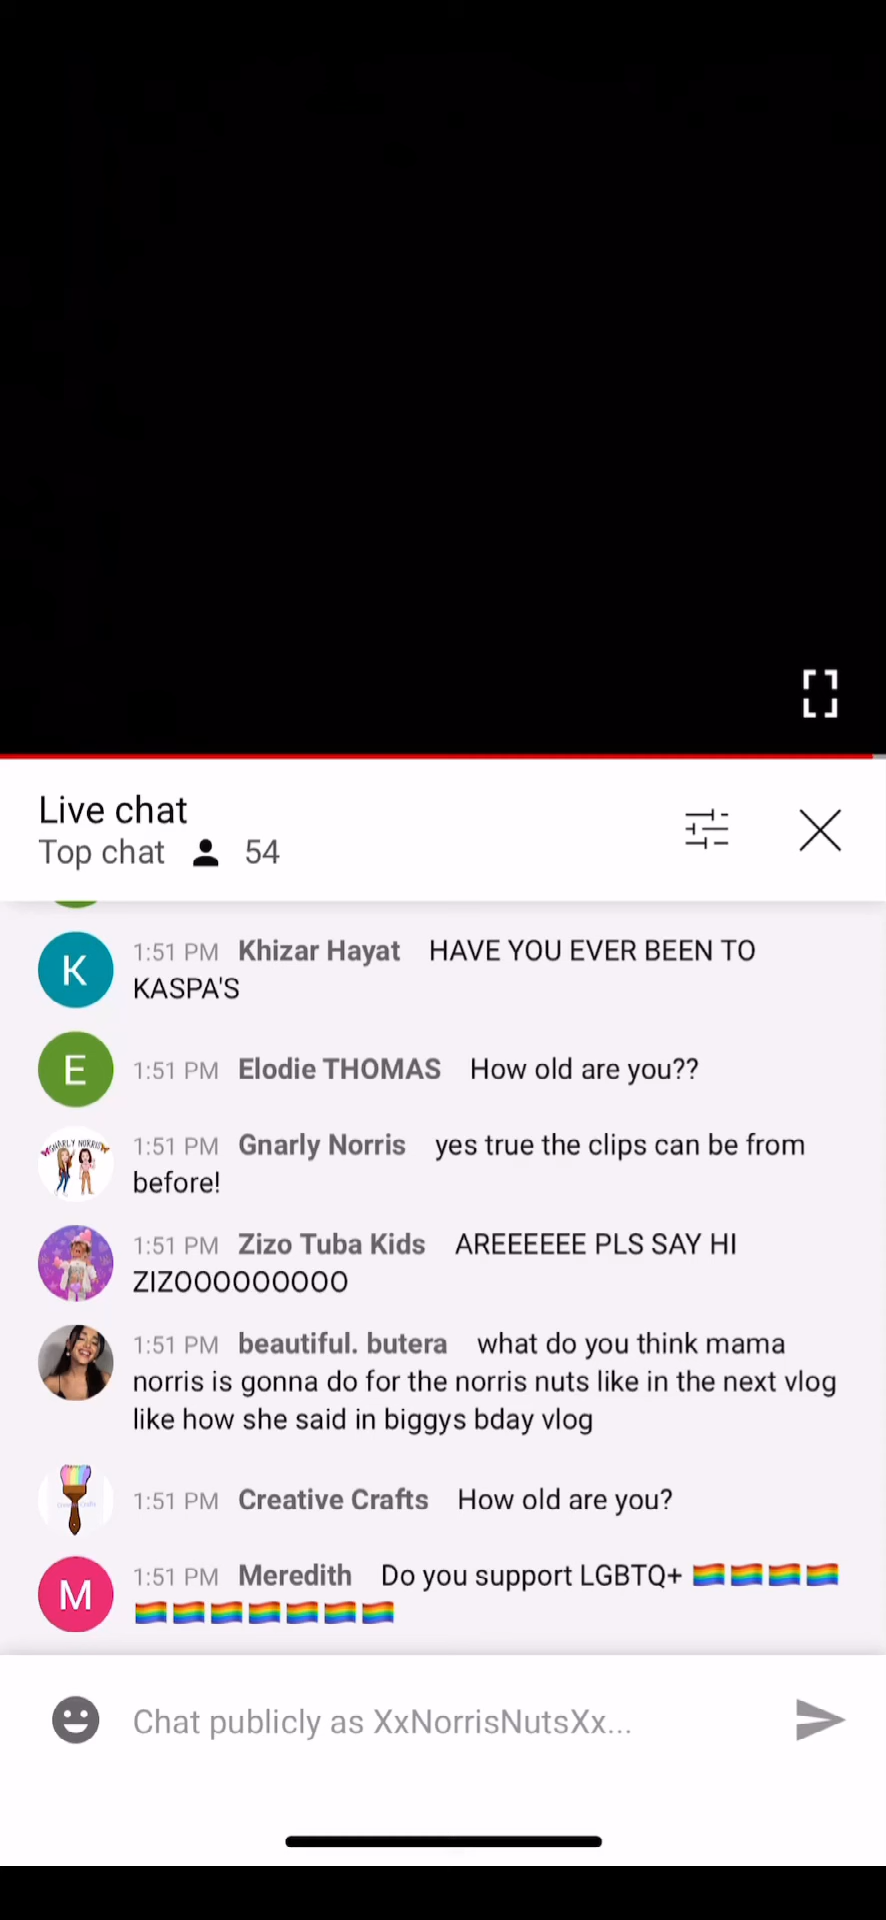 Live chat
Top chat 54
K 1:51 PM Khizar Hayat HAVE YOU EVER BEEN TO
KASPA'S
E 1:51 PM Elodie THOMAS How old are you??
GNARLY NORRIS
1:51 PM Gnarly Norris yes true the clips can be from
before!
1:51 PM Zizo Tuba Kids AREEEEEE PLS SAY HI
ZIZOOOOOOOOO
1:51 PM beautiful. butera what do you think mama
norris is gonna do for the norris nuts like in the next vlog
like how she said in biggys bday vlog
1:51 PM Creative Crafts How old are you?
M 1:51 PM Meredith Do you support LGBTQ+ 🏳️‍🌈🏳️‍🌈🏳️‍🌈🏳️‍🌈
🏳️‍🌈🏳️‍🌈🏳️‍🌈🏳️‍🌈🏳️‍🌈🏳️‍🌈🏳️‍🌈
Chat publicly as XxNorrisNutsXx...